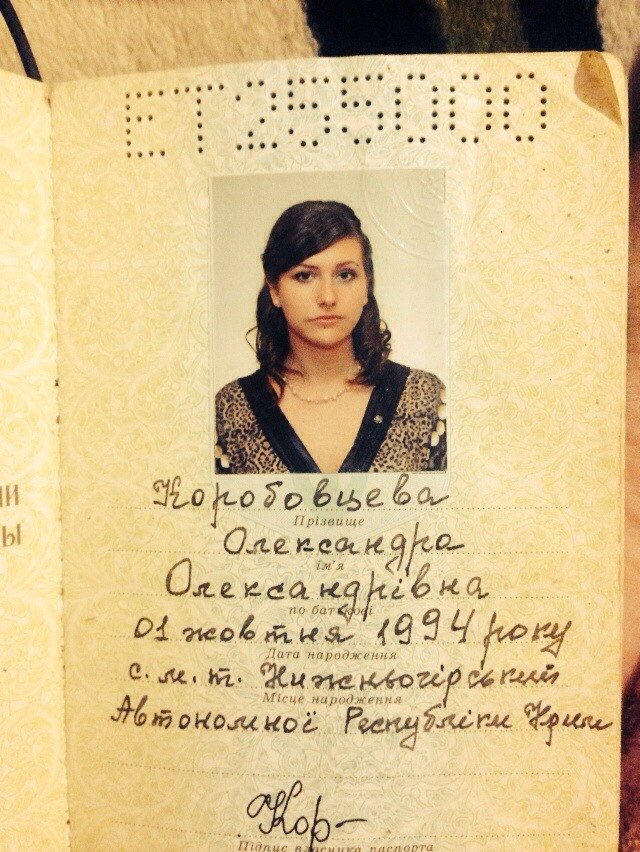 ЕТ255000
Коробовцева
Прізвище
Олександра
ім'я
Олександрівна
по батькові
01 жовтня 1994 року
Дата народження
с.м.т. Нижньогірський
Місце народження
Автономної Республіки Крим
Кор-
Підпис власника паспорта
ИИ
Ы